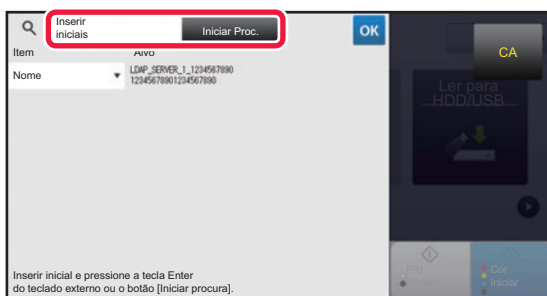 Inserir
iniciais
Iniciar Proc.
OK
CA
Item
Alvo
Nome
LDAP_SERVER_1_1234567890
12345678901234567890
Ler para
HDD/USB
P/B
Iniciar
Cor
Iniciar
Inserir inicial e pressione a tecla Enter
do teclado externo ou o botão [Iniciar procura].